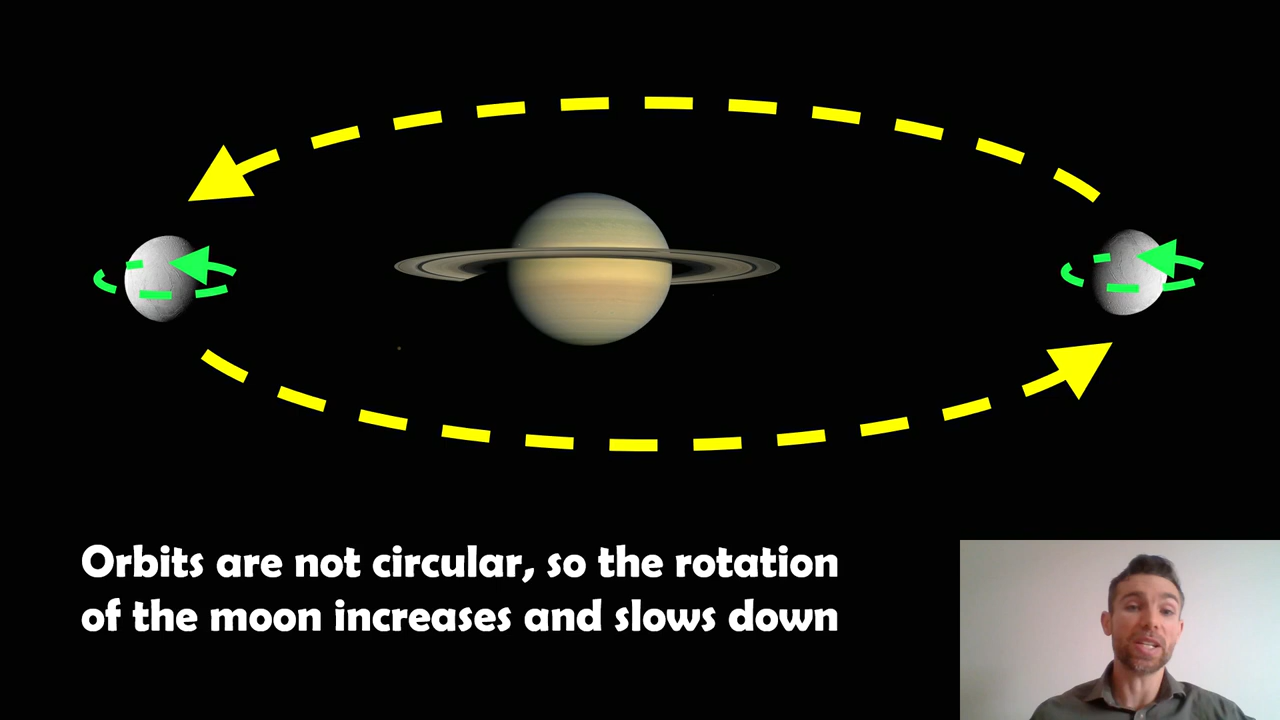 Orbits are not circular, so the rotation
of the moon increases and slows down